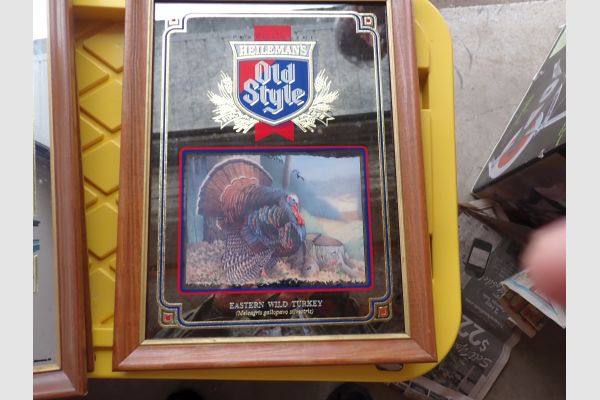 HEILEMAN'S
Old
Style
EASTERN WILD TURKEY
(Meleagris gallopavo silvestris)